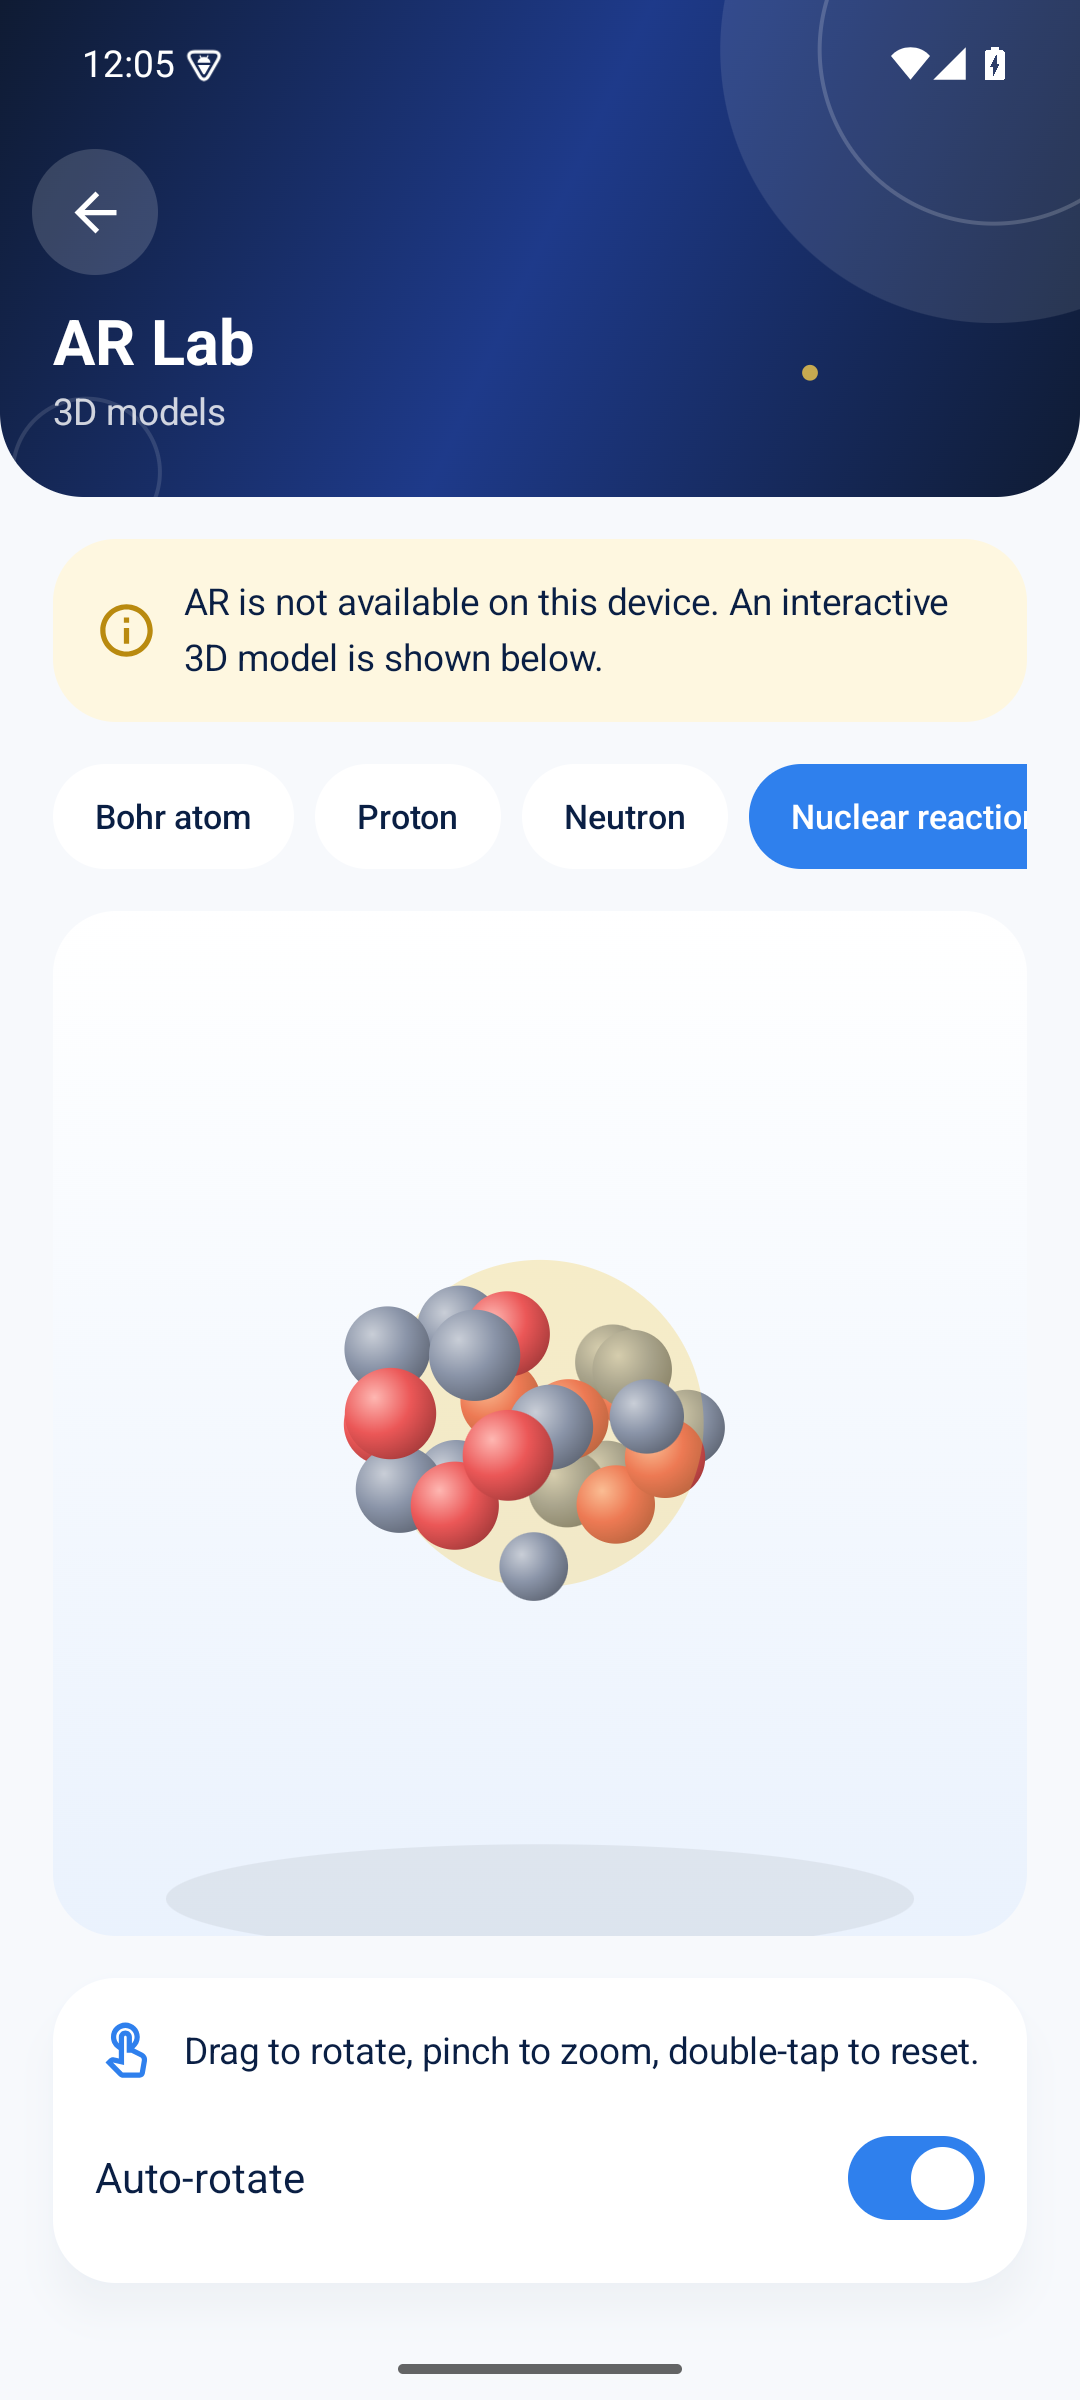 12:05
AR Lab
3D models
AR is not available on this device. An interactive
3D model is shown below.
Bohr atom
Proton
Neutron
Nuclear reaction
Drag to rotate, pinch to zoom, double-tap to reset.
Auto-rotate